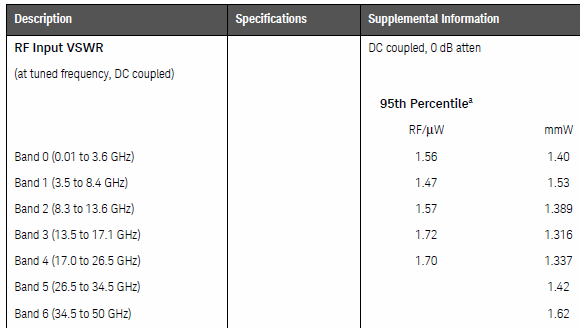 Description Specifications Supplemental Information
RF Input VSWR DC coupled, 0 dB atten
(at tuned frequency, DC coupled)
95th Percentileᵃ
RF/µW mmW
Band 0 (0.01 to 3.6 GHz) 1.56 1.40
Band 1 (3.5 to 8.4 GHz) 1.47 1.53
Band 2 (8.3 to 13.6 GHz) 1.57 1.389
Band 3 (13.5 to 17.1 GHz) 1.72 1.316
Band 4 (17.0 to 26.5 GHz) 1.70 1.337
Band 5 (26.5 to 34.5 GHz) 1.42
Band 6 (34.5 to 50 GHz) 1.62